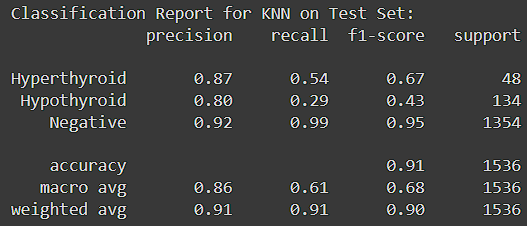 Classification Report for KNN on Test Set:
precision recall f1-score support
Hyperthyroid 0.87 0.54 0.67 48
Hypothyroid 0.80 0.29 0.43 134
Negative 0.92 0.99 0.95 1354
accuracy 0.91 1536
macro avg 0.86 0.61 0.68 1536
weighted avg 0.91 0.91 0.90 1536